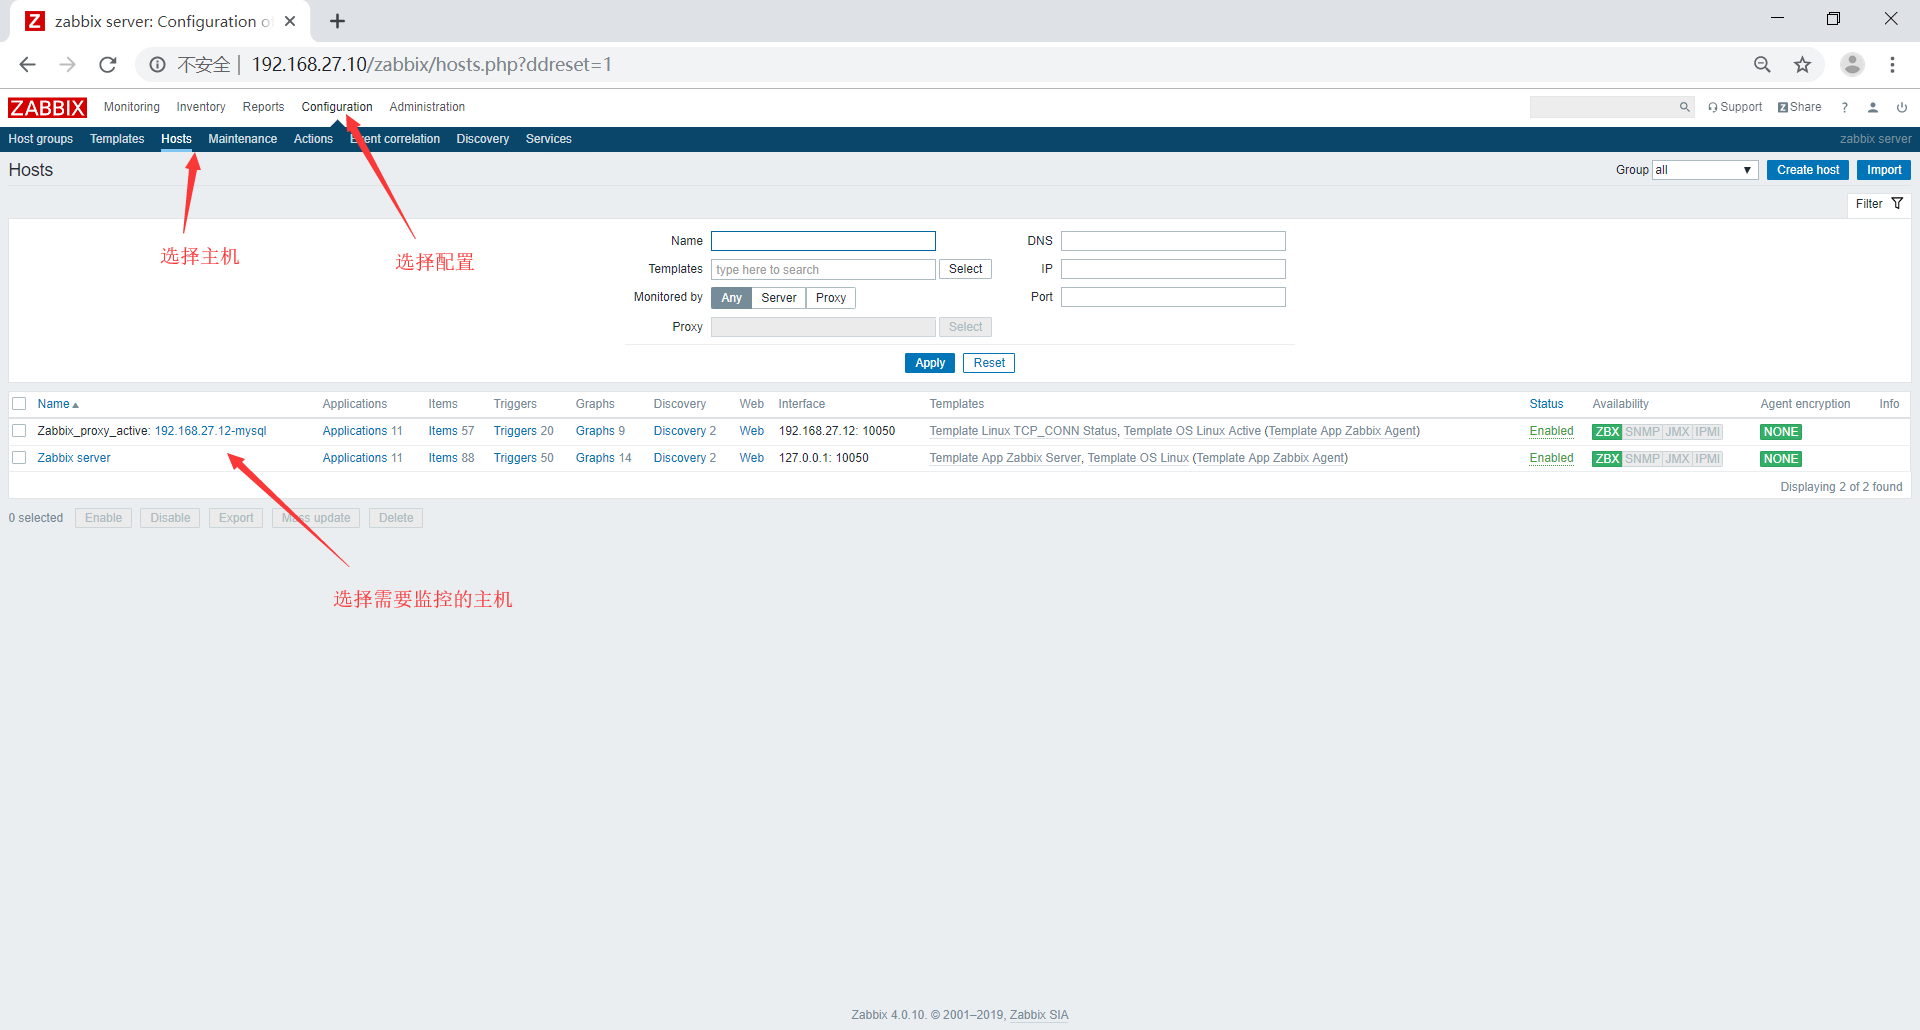 zabbix server: Configuration o
不安全 | 192.168.27.10/zabbix/hosts.php?ddreset=1
ZABBIX Monitoring Inventory Reports Configuration Administration Support Z Share ?
Host groups Templates Hosts Maintenance Actions Event correlation Discovery Services zabbix server
Hosts Group all Create host Import
Filter
选择主机
选择配置
Name DNS
Templates type here to search Select IP
Monitored by Any Server Proxy Port
Proxy Select
Apply Reset
Name Applications Items Triggers Graphs Discovery Web Interface Templates Status Availability Agent encryption Info
Zabbix_proxy_active: 192.168.27.12-mysql Applications 11 Items 57 Triggers 20 Graphs 9 Discovery 2 Web 192.168.27.12: 10050 Template Linux TCP_CONN Status, Template OS Linux Active (Template App Zabbix Agent) Enabled ZBX SNMP JMX IPMI NONE
Zabbix server Applications 11 Items 88 Triggers 50 Graphs 14 Discovery 2 Web 127.0.0.1: 10050 Template App Zabbix Server, Template OS Linux (Template App Zabbix Agent) Enabled ZBX SNMP JMX IPMI NONE
Displaying 2 of 2 found
0 selected Enable Disable Export Mass update Delete
选择需要监控的主机
Zabbix 4.0.10. © 2001–2019, Zabbix SIA